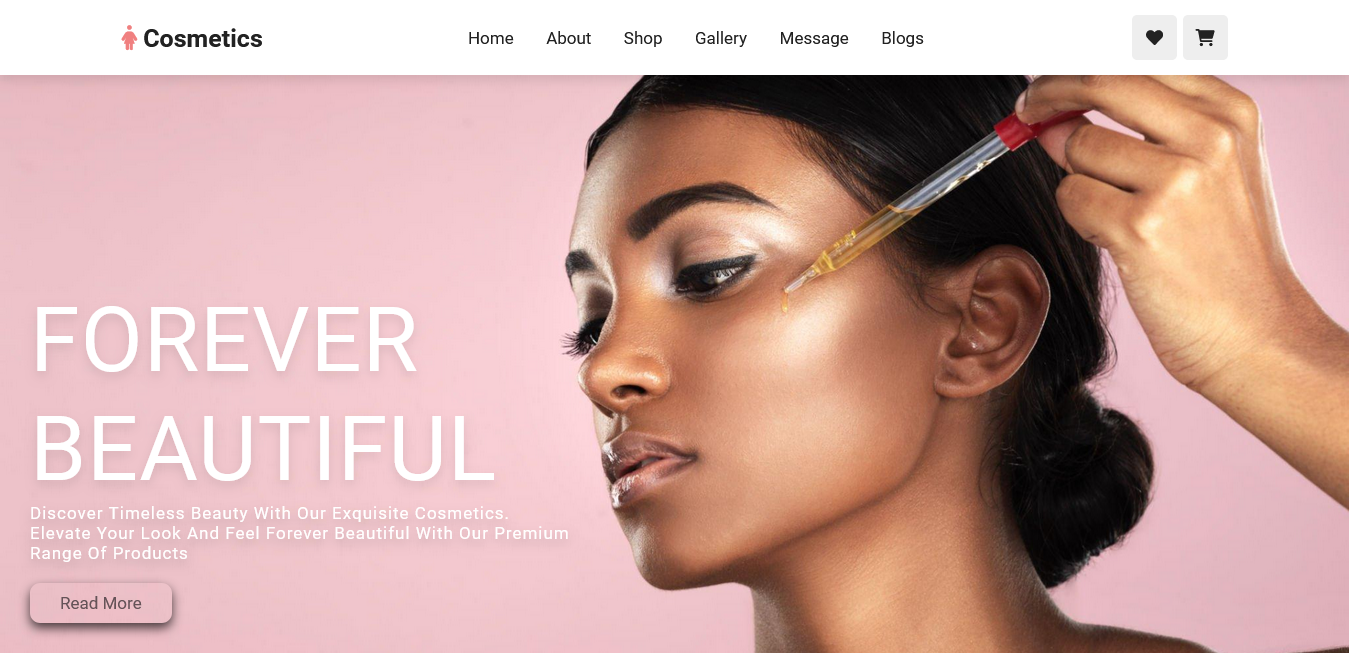 Cosmetics
Home About Shop Gallery Message Blogs
FOREVER
BEAUTIFUL
Discover Timeless Beauty With Our Exquisite Cosmetics.
Elevate Your Look And Feel Forever Beautiful With Our Premium
Range Of Products
Read More